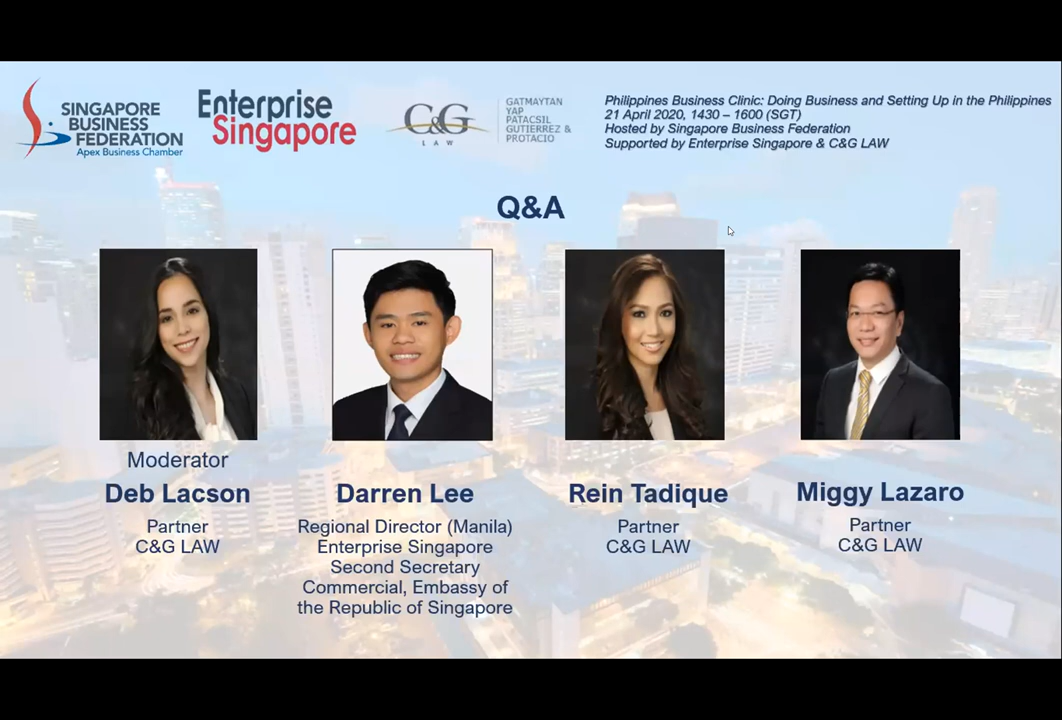 SINGAPORE
BUSINESS
FEDERATION
Apex Business Chamber
Enterprise
Singapore
C&G
LAW
GATMAYTAN
YAP
PATACSIL
GUTIERREZ &
PROTACIO
Philippines Business Clinic: Doing Business and Setting Up in the Philippines
21 April 2020, 1430 – 1600 (SGT)
Hosted by Singapore Business Federation
Supported by Enterprise Singapore & C&G LAW
Q&A
Moderator
Deb Lacson
Partner
C&G LAW
Darren Lee
Regional Director (Manila)
Enterprise Singapore
Second Secretary
Commercial, Embassy of
the Republic of Singapore
Rein Tadique
Partner
C&G LAW
Miggy Lazaro
Partner
C&G LAW